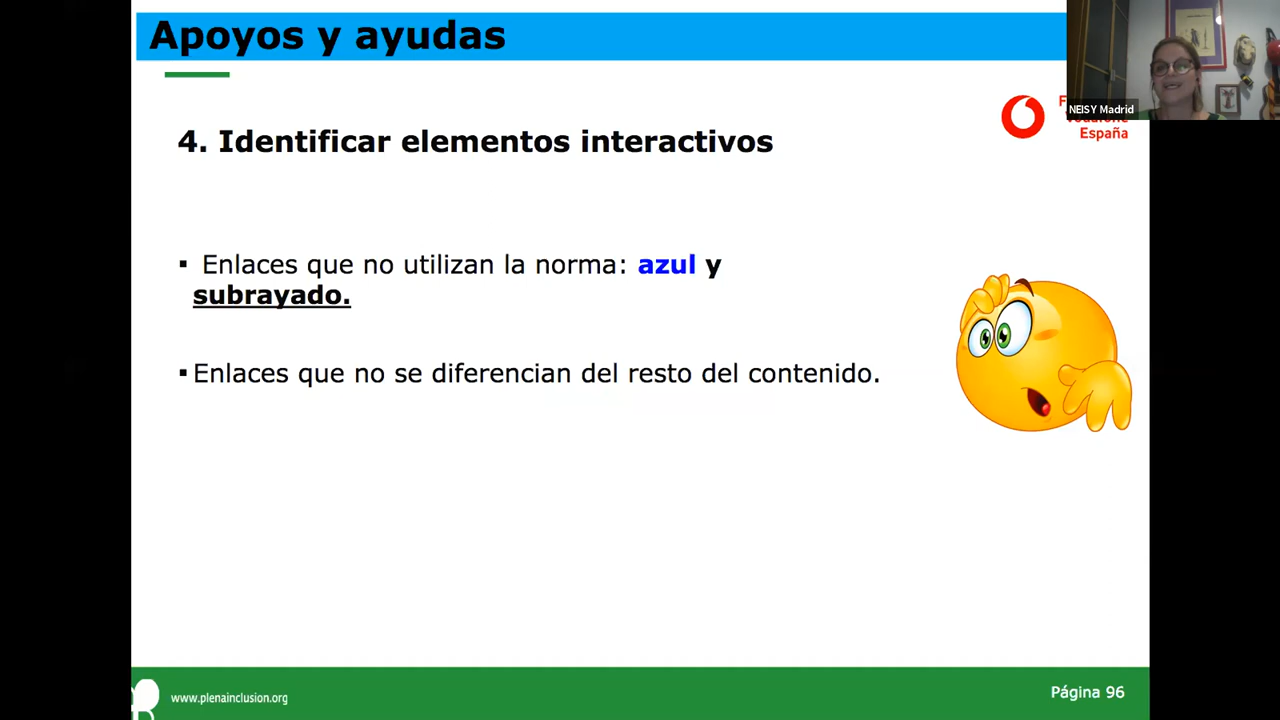 Apoyos y ayudas
NEISY Madrid
España
4. Identificar elementos interactivos
▪ Enlaces que no utilizan la norma: azul y
subrayado.
▪ Enlaces que no se diferencian del resto del contenido.
www.plenainclusion.org
Página 96